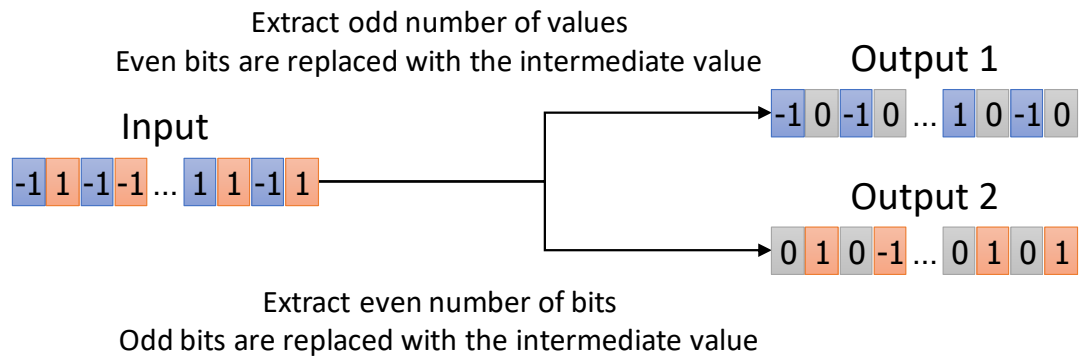 Extract odd number of values
Even bits are replaced with the intermediate value
Output 1
-1 0 -1 0 ... 1 0 -1 0
Input
-1 1 -1 -1 ... 1 1 -1 1
Output 2
0 1 0 -1 ... 0 1 0 1
Extract even number of bits
Odd bits are replaced with the intermediate value